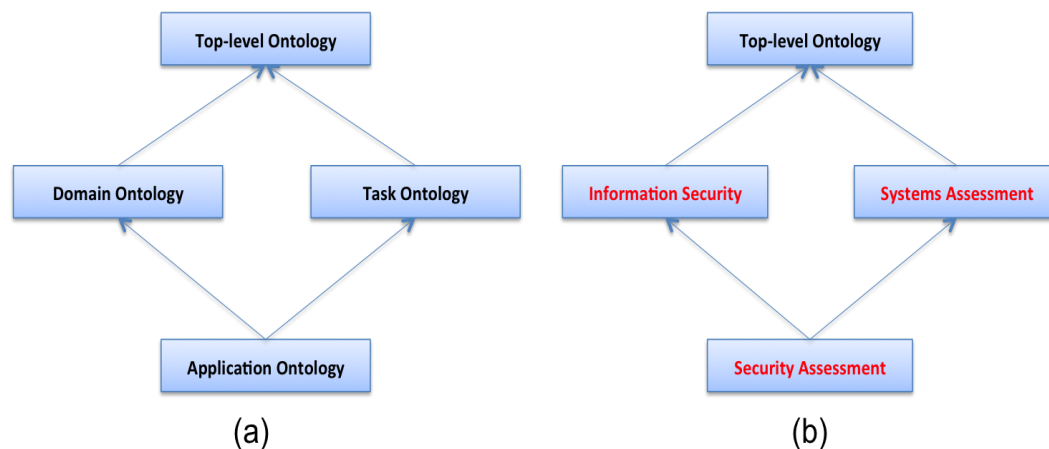 Top-level Ontology
Domain Ontology
Task Ontology
Application Ontology
(a)
Top-level Ontology
Information Security
Systems Assessment
Security Assessment
(b)